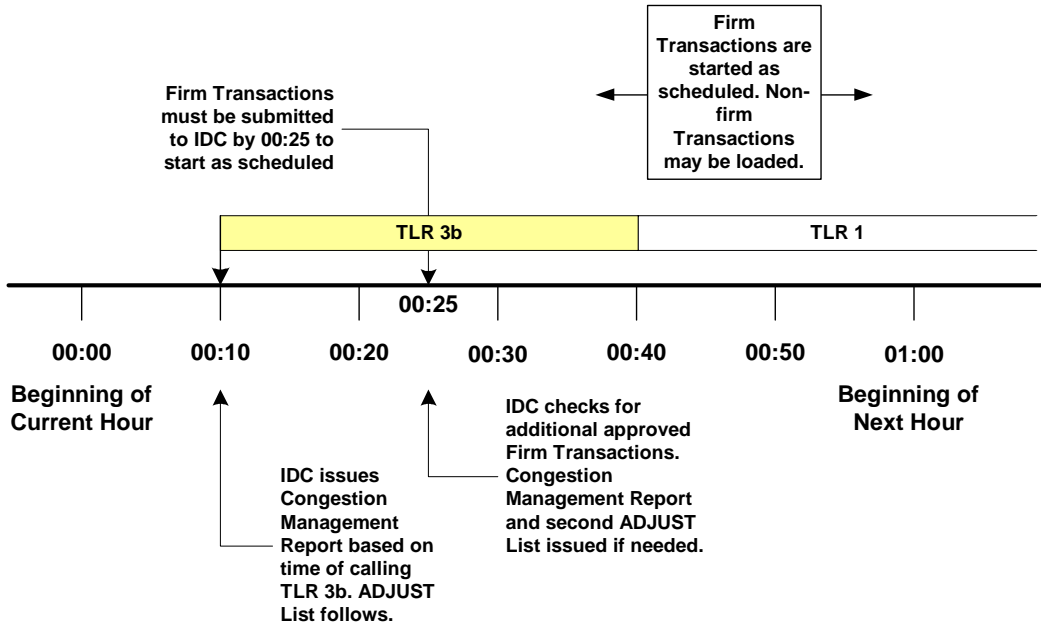 Firm
Transactions are
started as
scheduled. Non-
firm
Transactions
may be loaded.
Firm Transactions
must be submitted
to IDC by 00:25 to
start as scheduled
TLR 3b
TLR 1
00:25
00:00
00:10
00:20
00:30
00:40
00:50
01:00
Beginning of
Current Hour
Beginning of
Next Hour
IDC issues
Congestion
Management
Report based on
time of calling
TLR 3b. ADJUST
List follows.
IDC checks for
additional approved
Firm Transactions.
Congestion
Management Report
and second ADJUST
List issued if needed.